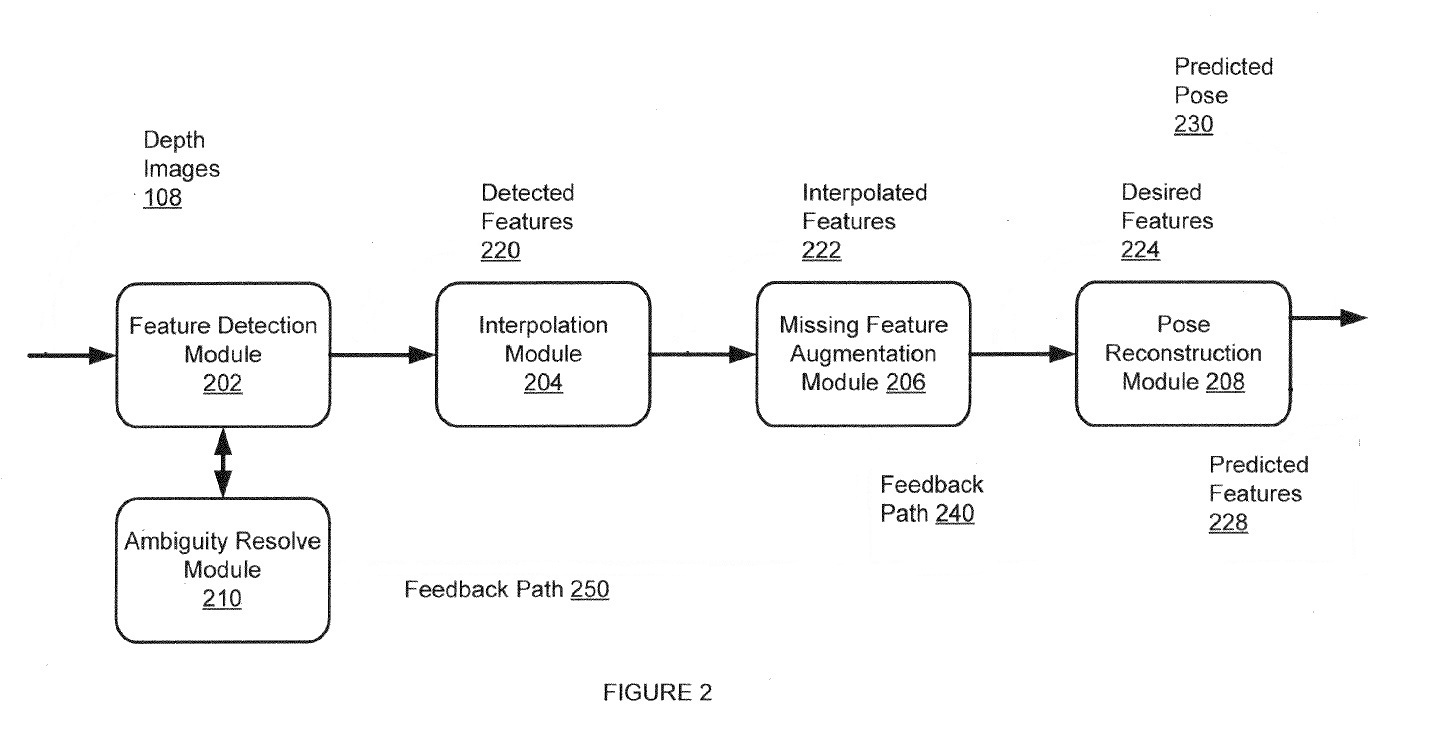 Predicted
Pose
230
Depth
Images
108
Detected
Features
220
Interpolated
Features
222
Desired
Features
224
Feature Detection
Module
202
Interpolation
Module
204
Missing Feature
Augmentation
Module 206
Pose
Reconstruction
Module 208
Feedback
Path 240
Predicted
Features
228
Ambiguity Resolve
Module
210
Feedback Path 250
FIGURE 2